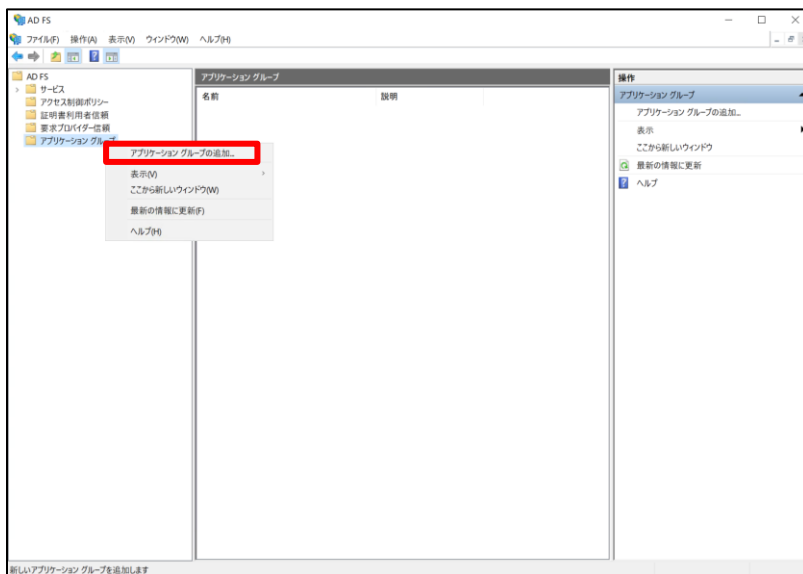 AD FS
ファイル(F) 操作(A) 表示(V) ウィンドウ(W) ヘルプ(H)
AD FS
サービス
アクセス制御ポリシー
証明書利用者信頼
要求プロバイダー信頼
アプリケーション グループ
アプリケーション グループの追加...
表示(V)
ここから新しいウィンドウ(W)
最新の情報に更新(F)
ヘルプ(H)
アプリケーション グループ
名前 説明
操作
アプリケーション グループ
アプリケーション グループの追加...
表示
ここから新しいウィンドウ
最新の情報に更新
ヘルプ
新しいアプリケーション グループを追加します